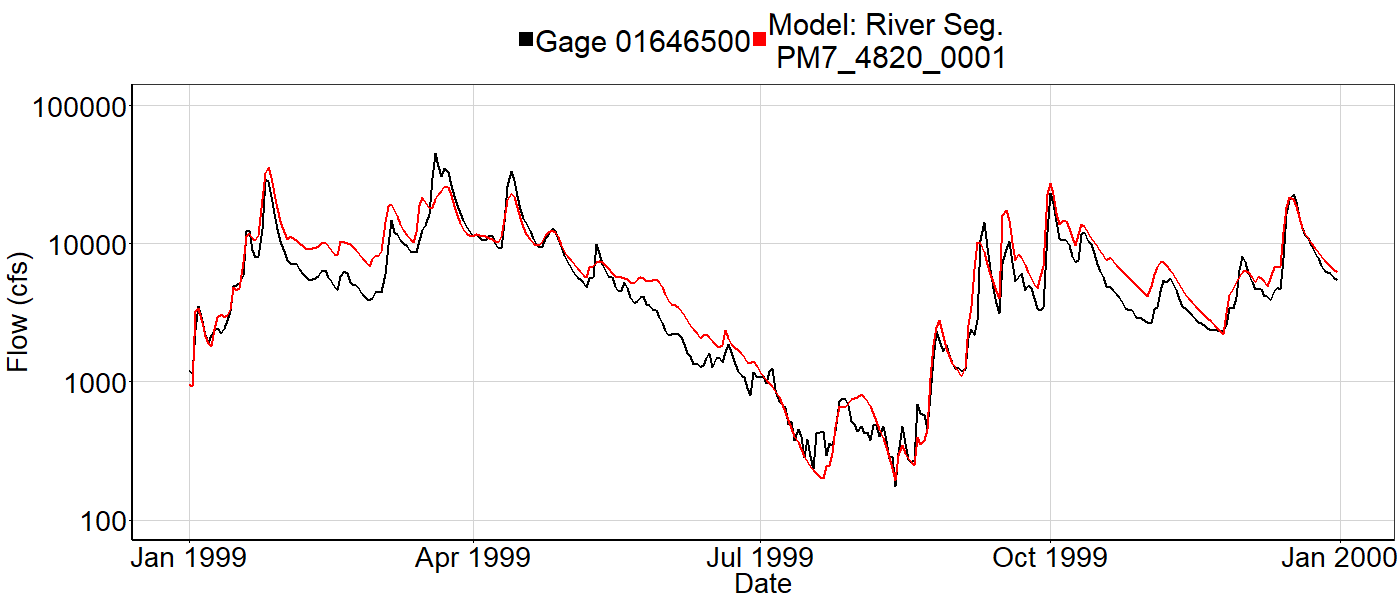 Gage 01646500
Model: River Seg.
PM7_4820_0001
100000
10000
1000
100
Flow (cfs)
Jan 1999
Apr 1999
Jul 1999
Oct 1999
Jan 2000
Date